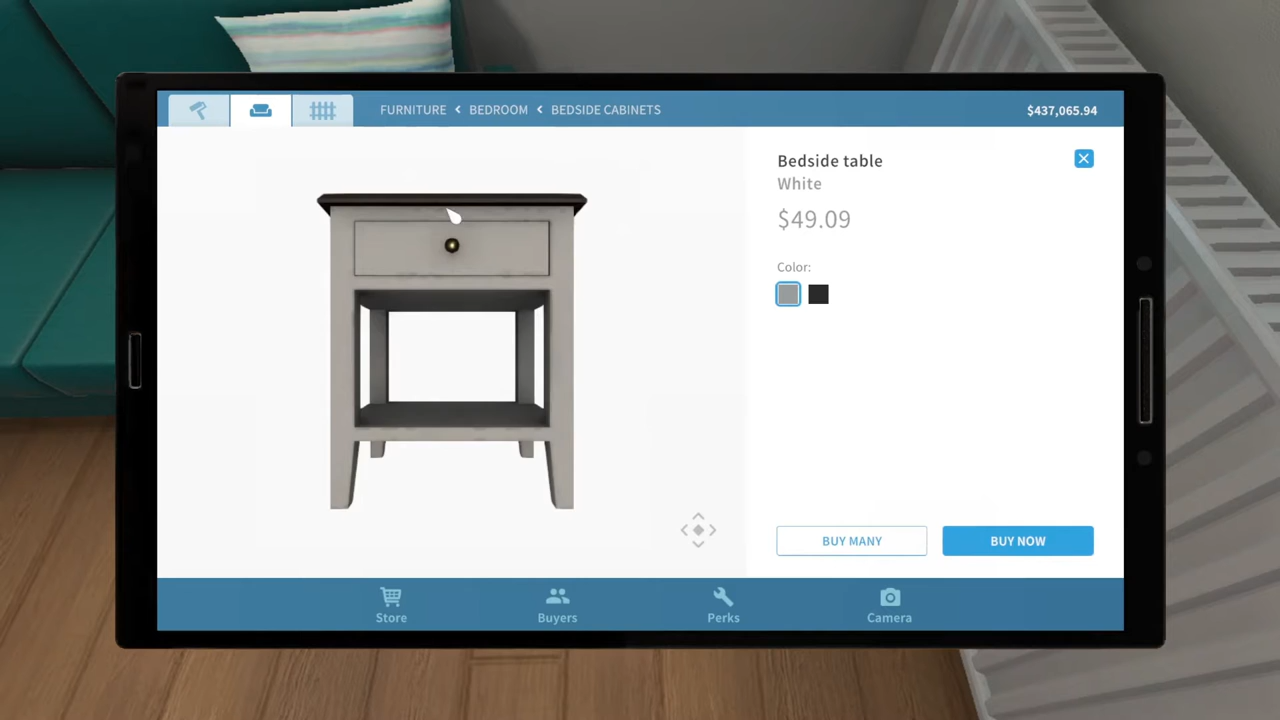 FURNITURE < BEDROOM < BEDSIDE CABINETS
$437,065.94
Bedside table
White
$49.09
Color:
BUY MANY
BUY NOW
Store
Buyers
Perks
Camera